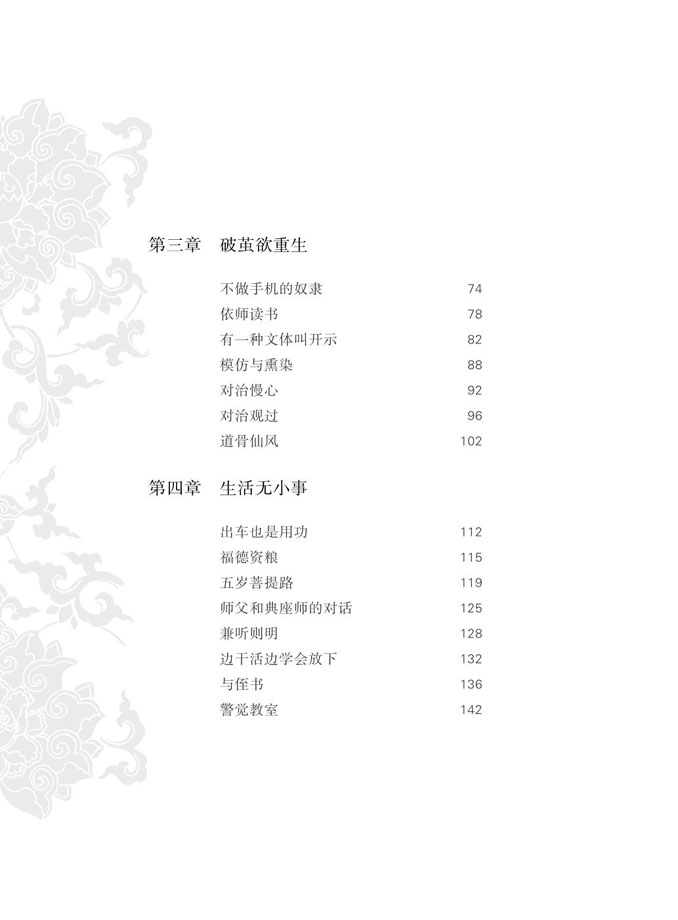 第三章 破茧欲重生
不做手机的奴隶 74
依师读书 78
有一种文体叫开示 82
模仿与熏染 88
对治慢心 92
对治观过 96
道骨仙风 102
第四章 生活无小事
出车也是用功 112
福德资粮 115
五岁菩提路 119
师父和典座师的对话 125
兼听则明 128
边干活边学会放下 132
与侄书 136
警觉教室 142